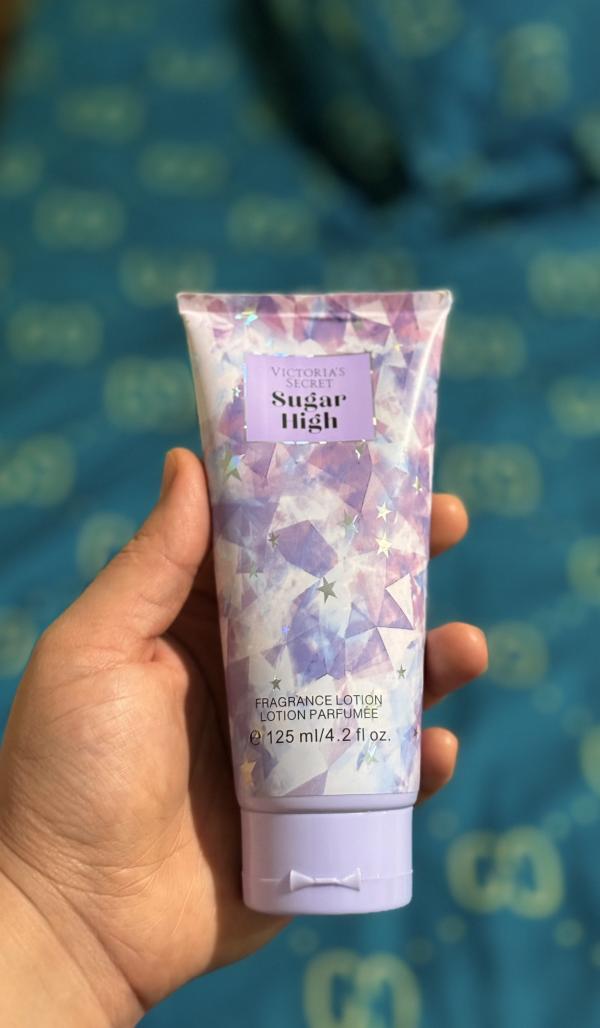 VICTORIA'S
SECRET
Sugar
High
FRAGRANCE LOTION
LOTION PARFUMÉE
℮ 125 ml/4.2 fl oz.